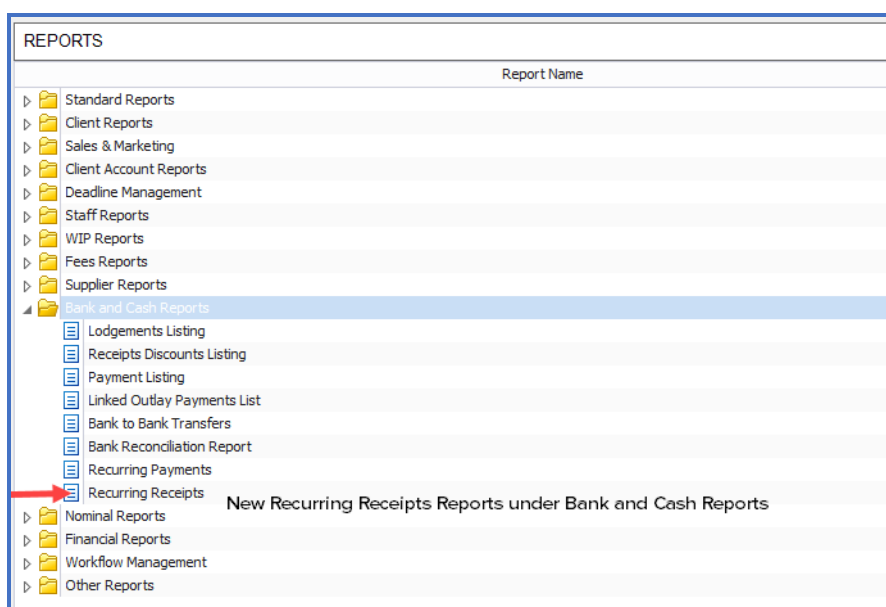 REPORTS
Report Name
Standard Reports
Client Reports
Sales & Marketing
Client Account Reports
Deadline Management
Staff Reports
WIP Reports
Fees Reports
Supplier Reports
Bank and Cash Reports
Lodgements Listing
Receipts Discounts Listing
Payment Listing
Linked Outlay Payments List
Bank to Bank Transfers
Bank Reconciliation Report
Recurring Payments
Recurring Receipts
New Recurring Receipts Reports under Bank and Cash Reports
Nominal Reports
Financial Reports
Workflow Management
Other Reports